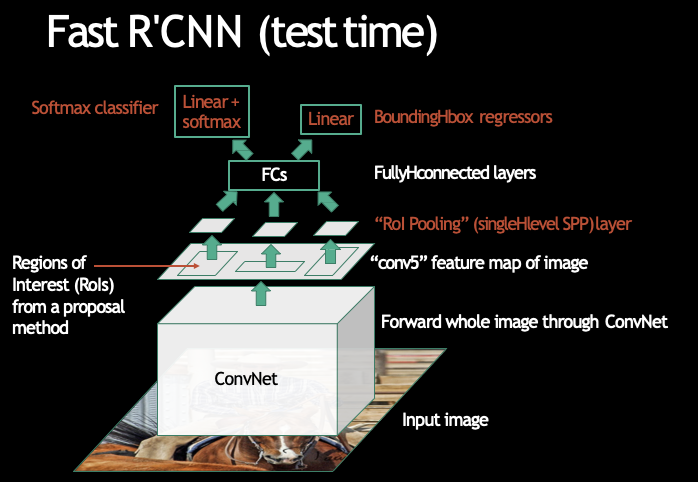 Fast R'CNN (test time)
Softmax classifier
Linear +
softmax
Linear
BoundingHbox regressors
FCs
FullyHconnected layers
“RoI Pooling” (singleHlevel SPP) layer
Regions of
Interest (RoIs)
from a proposal
method
“conv5” feature map of image
Forward whole image through ConvNet
ConvNet
Input image